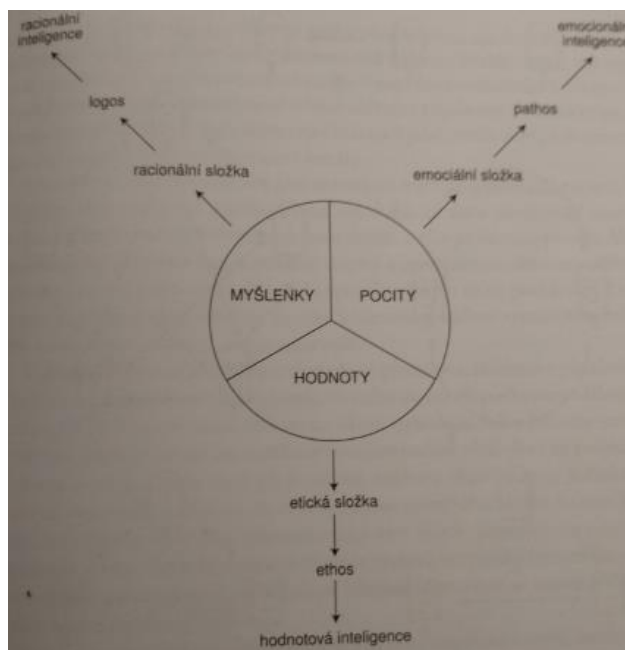 racionální
inteligence
emocionální
inteligence
logos
pathos
racionální složka
emociální složka
MYŠLENKY
POCITY
HODNOTY
etická složka
ethos
hodnotová inteligence